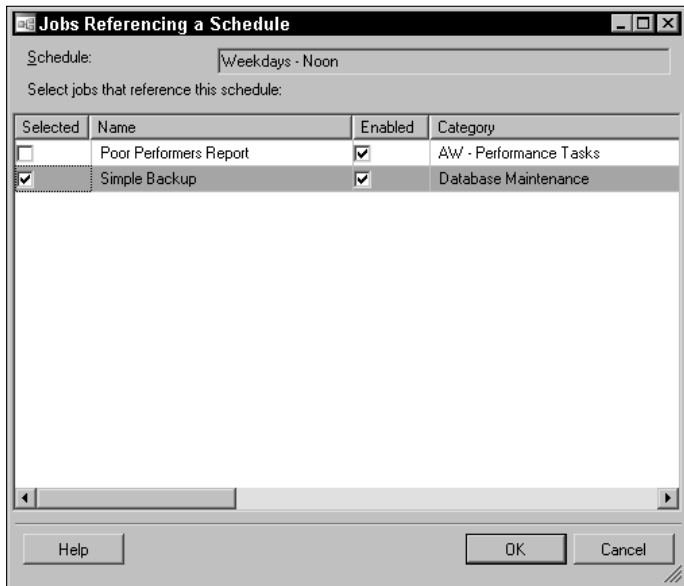 Jobs Referencing a Schedule
Schedule: Weekdays - Noon
Select jobs that reference this schedule:
Selected Name Enabled Category
Poor Performers Report AW - Performance Tasks
Simple Backup Database Maintenance
Help OK Cancel